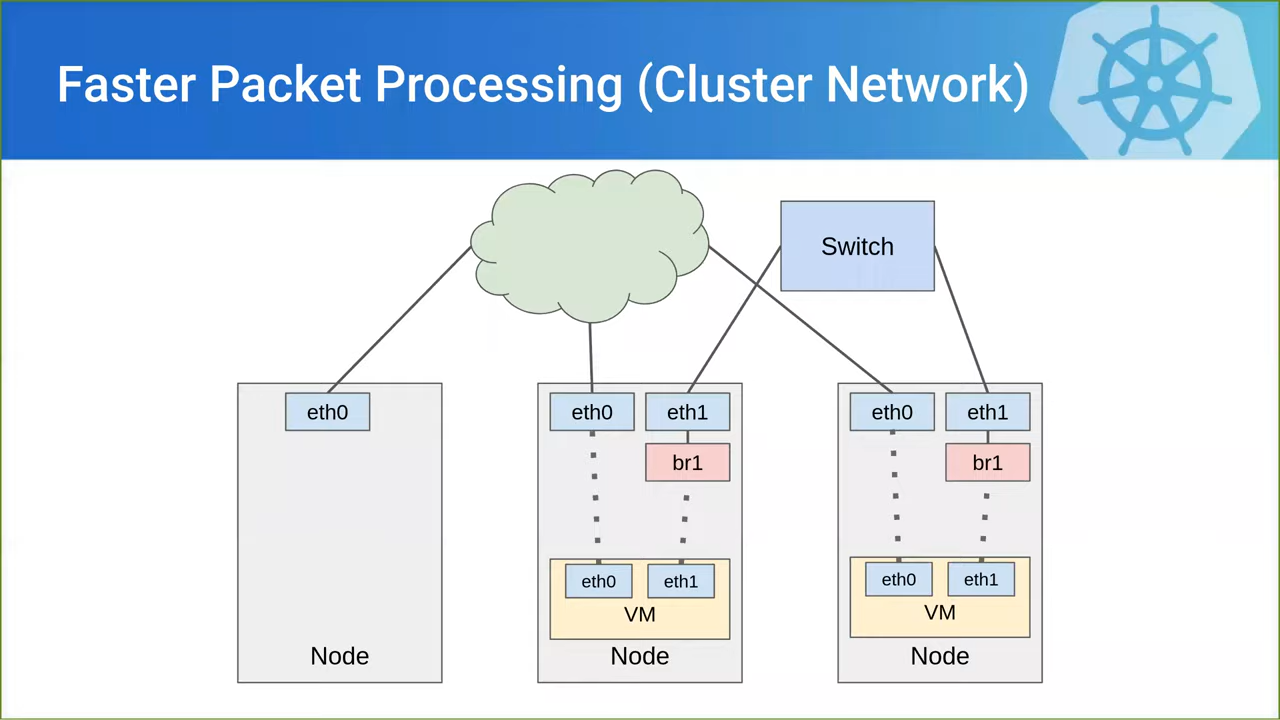 Faster Packet Processing (Cluster Network)
Switch
eth0
eth0
eth1
eth0
eth1
br1
br1
eth0
eth1
eth0
eth1
VM
VM
Node
Node
Node